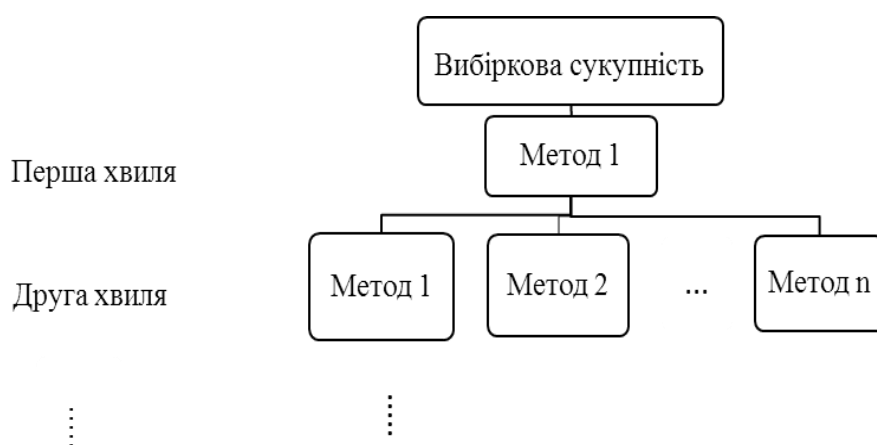 Вибіркова сукупність
Перша хвиля
Метод 1
Друга хвиля
Метод 1
Метод 2
...
Метод n